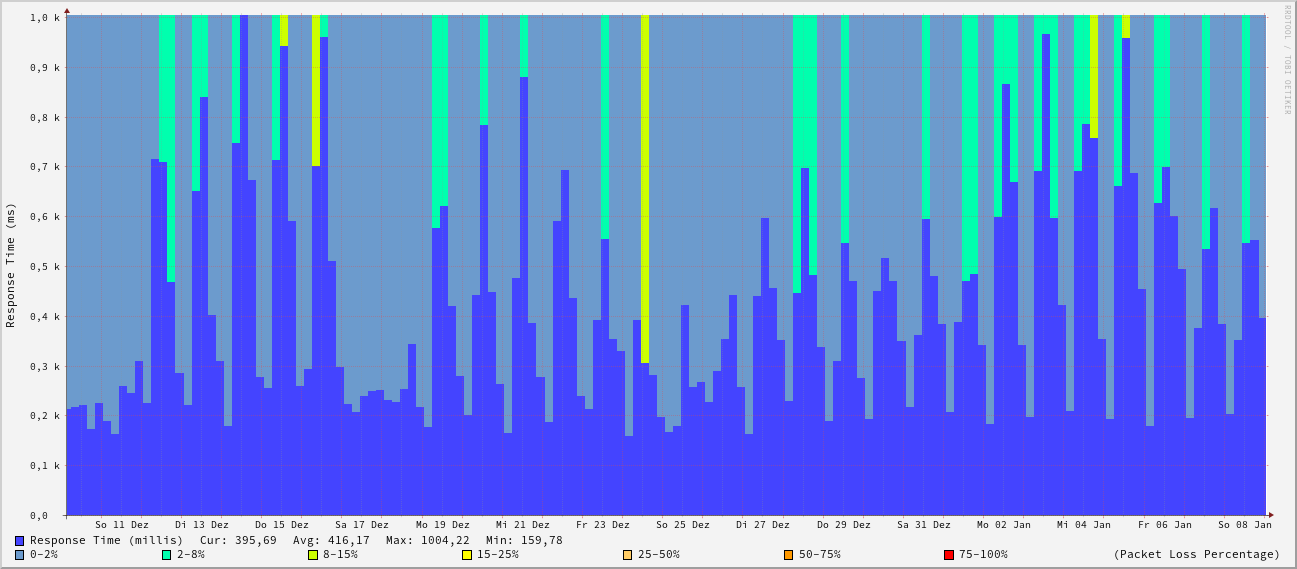 RRDTOOL / TOBI OETIKER
Response Time (ms)
1,0 k
0,9 k
0,8 k
0,7 k
0,6 k
0,5 k
0,4 k
0,3 k
0,2 k
0,1 k
0,0
So 11 Dez Di 13 Dez Do 15 Dez Sa 17 Dez Mo 19 Dez Mi 21 Dez Fr 23 Dez So 25 Dez Di 27 Dez Do 29 Dez Sa 31 Dez Mo 02 Jan Mi 04 Jan Fr 06 Jan So 08 Jan
Response Time (millis) Cur: 395,69 Avg: 416,17 Max: 1004,22 Min: 159,78
0-2% 2-8% 8-15% 15-25% 25-50% 50-75% 75-100% (Packet Loss Percentage)